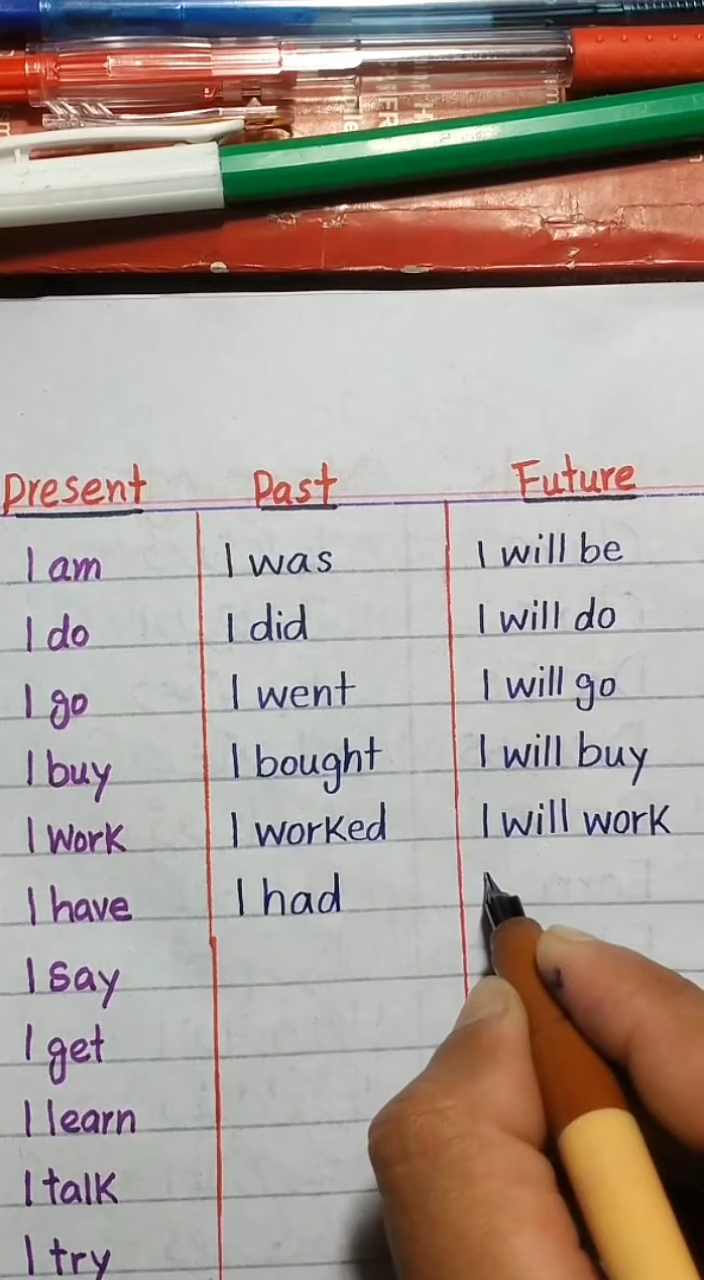 Present Past Future
I am I was I will be
I do I did I will do
I go I went I will go
I buy I bought I will buy
I work I worked I will work
I have I had
I say
I get
I learn
I talk
I try